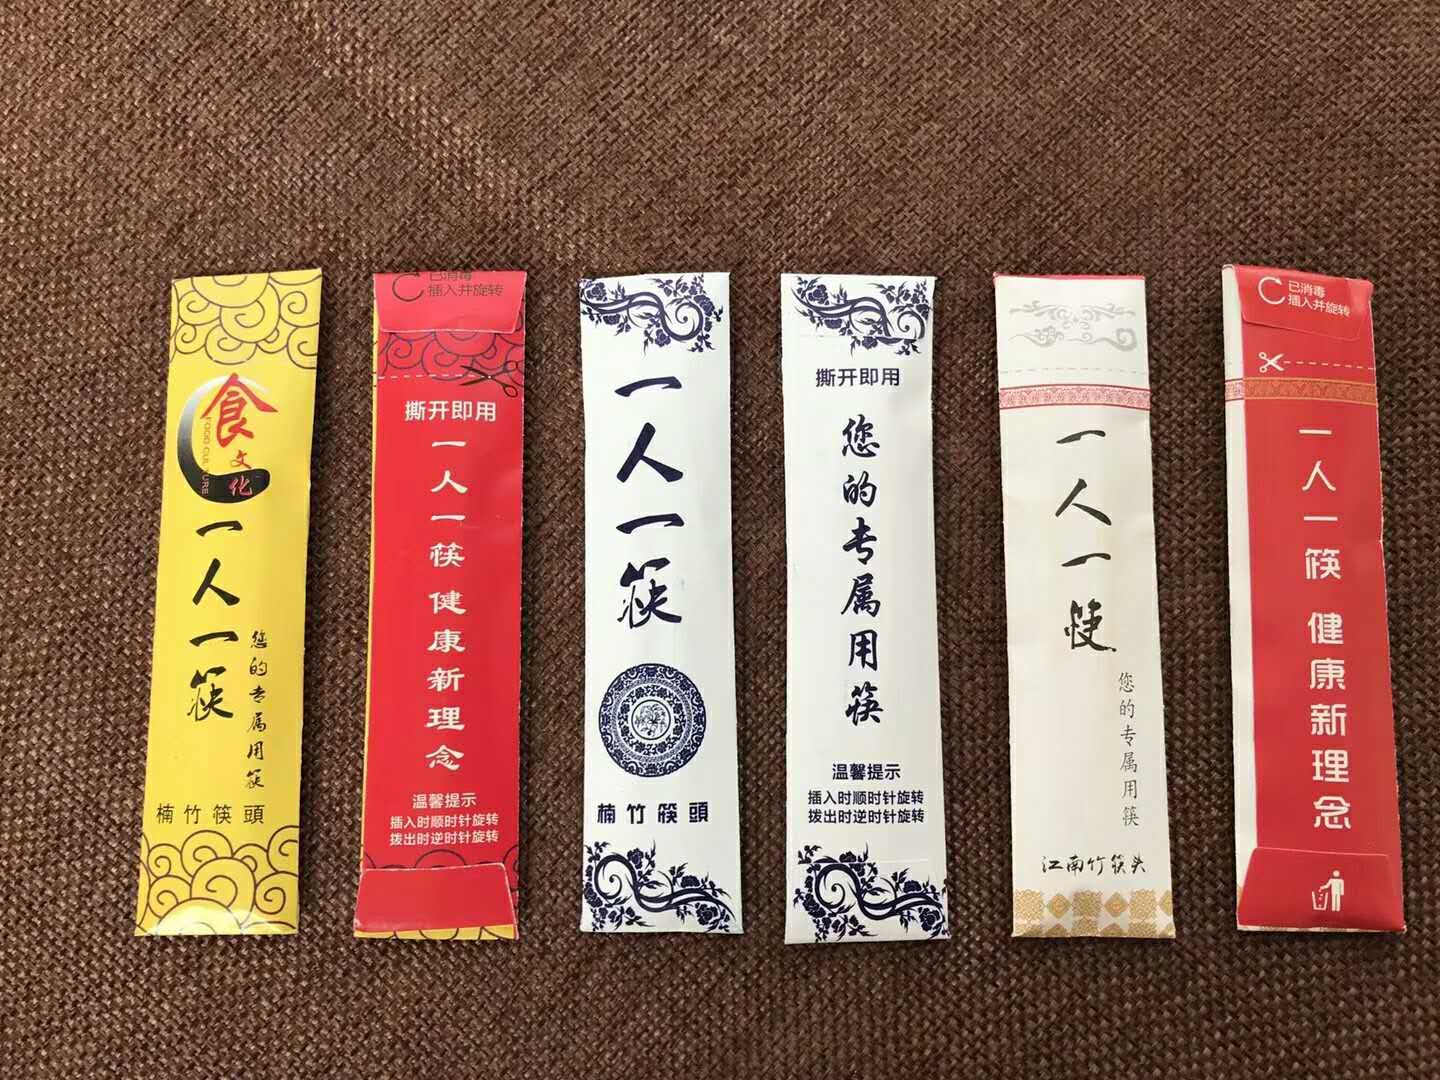 食
文化
FOOD CULTURE
一人一筷
您的专属用筷
楠竹筷頭
已消毒
插入并旋转
撕开即用
一人一筷 健康新理念
温馨提示
插入时顺时针旋转
拨出时逆时针旋转
一人一筷
楠竹筷頭
撕开即用
您的专属用筷
温馨提示
插入时顺时针旋转
拨出时逆时针旋转
一人一筷
您的专属用筷
江南竹筷头
已消毒
插入并旋转
一人一筷 健康新理念